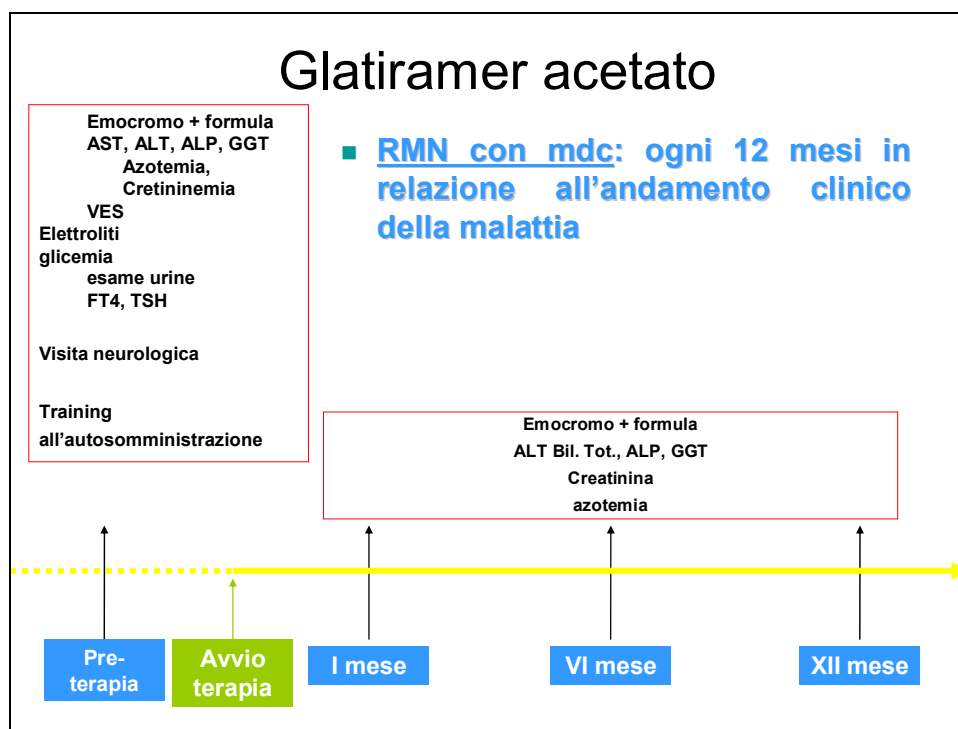 Glatiramer acetato
Emocromo + formula
AST, ALT, ALP, GGT
Azotemia,
Cretininemia
VES
Elettroliti
glicemia
esame urine
FT4, TSH
Visita neurologica
Training
all’autosomministrazione
RMN con mdc: ogni 12 mesi in
relazione all’andamento clinico
della malattia
Emocromo + formula
ALT Bil. Tot., ALP, GGT
Creatinina
azotemia
Pre-
terapia
Avvio
terapia
I mese
VI mese
XII mese